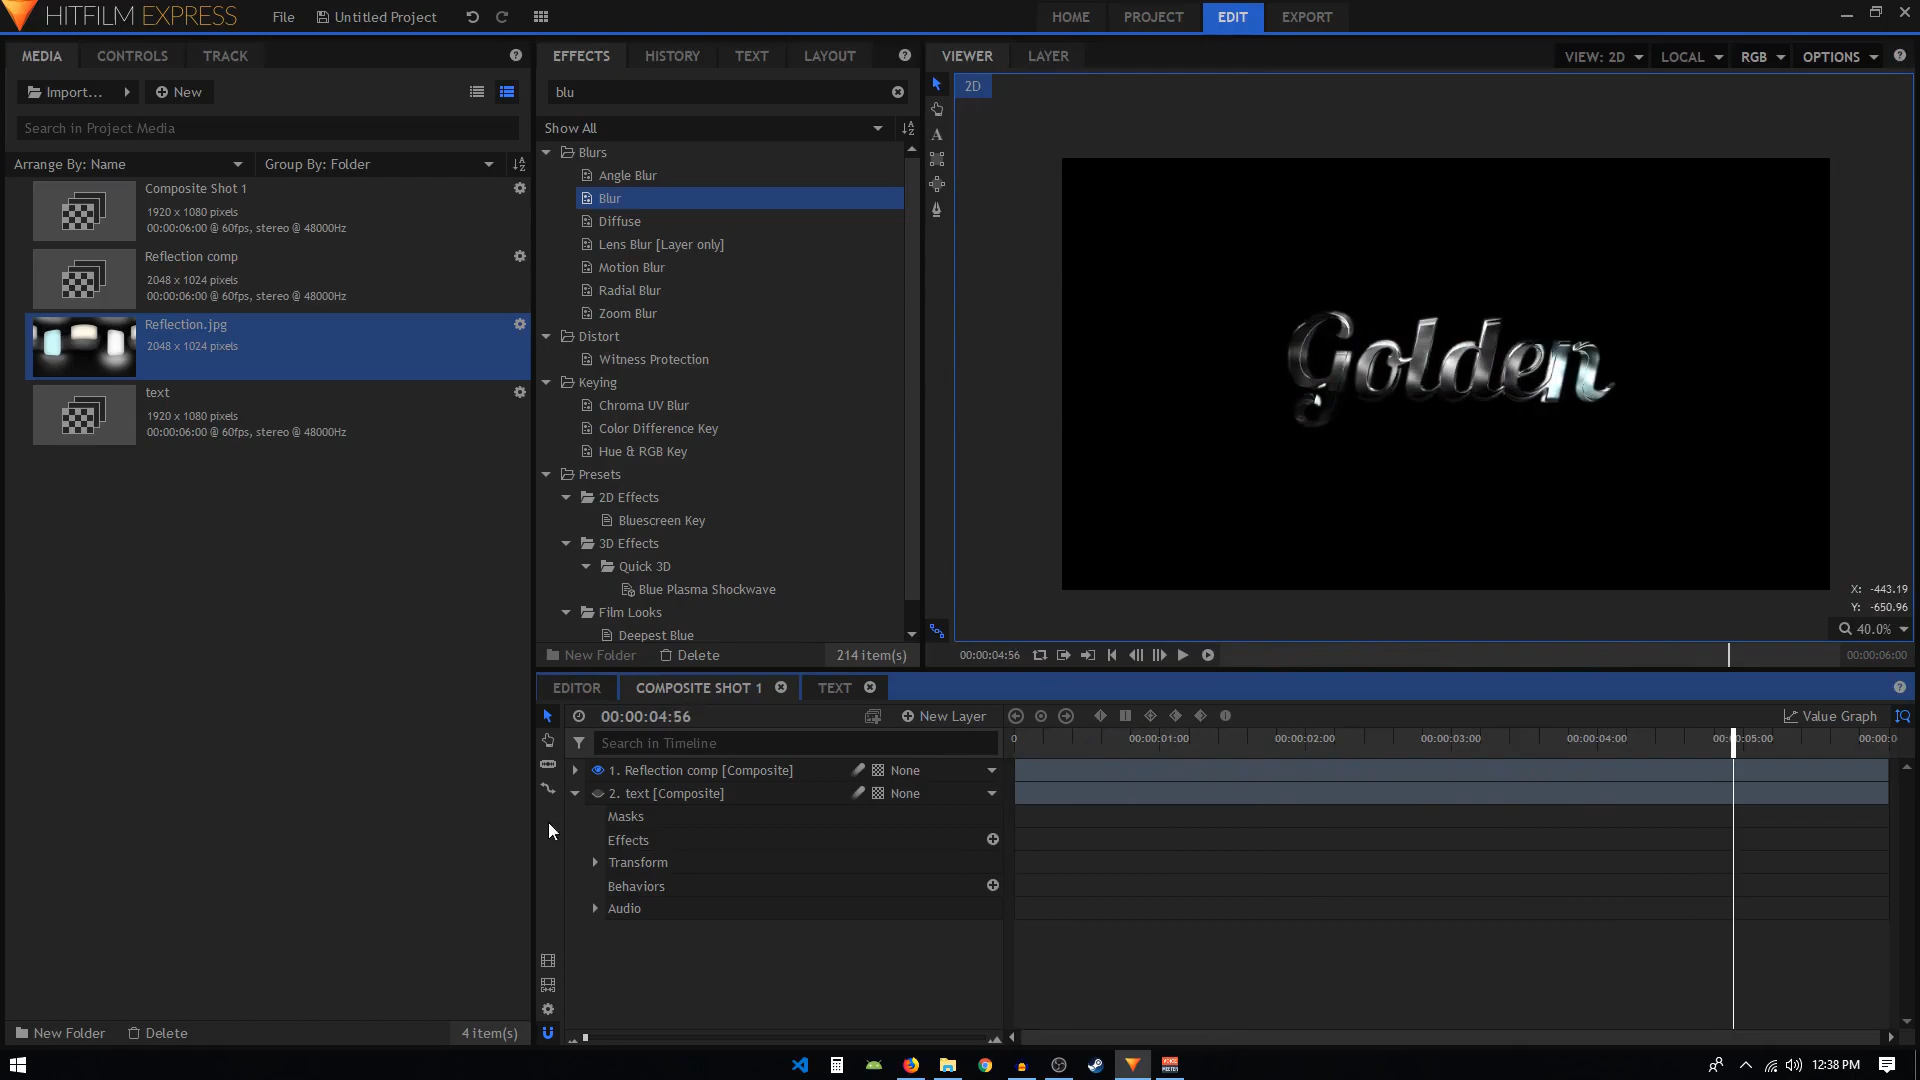 HITFILM EXPRESS
File
Untitled Project
HOME
PROJECT
EDIT
EXPORT
MEDIA
CONTROLS
TRACK
Import...
New
Search in Project Media
Arrange By: Name
Group By: Folder
Composite Shot 1
1920 x 1080 pixels
00:00:06:00 @ 60fps, stereo @ 48000Hz
Reflection comp
2048 x 1024 pixels
00:00:06:00 @ 60fps, stereo @ 48000Hz
Reflection.jpg
2048 x 1024 pixels
text
1920 x 1080 pixels
00:00:06:00 @ 60fps, stereo @ 48000Hz
New Folder
Delete
4 item(s)
EFFECTS
HISTORY
TEXT
LAYOUT
blu
Show All
Blurs
Angle Blur
Blur
Diffuse
Lens Blur [Layer only]
Motion Blur
Radial Blur
Zoom Blur
Distort
Witness Protection
Keying
Chroma UV Blur
Color Difference Key
Hue & RGB Key
Presets
2D Effects
Bluescreen Key
3D Effects
Quick 3D
Blue Plasma Shockwave
Film Looks
Deepest Blue
New Folder
Delete
214 item(s)
VIEWER
LAYER
VIEW: 2D
LOCAL
RGB
OPTIONS
2D
Golden
X: -443.19
Y: -650.96
40.0%
00:00:04:56
00:00:06:00
EDITOR
COMPOSITE SHOT 1
TEXT
00:00:04:56
New Layer
Value Graph
Search in Timeline
0
00:00:01:00
00:00:02:00
00:00:03:00
00:00:04:00
00:00:05:00
00:00:0
1. Reflection comp [Composite]
None
2. text [Composite]
None
Masks
Effects
Transform
Behaviors
Audio
12:38 PM